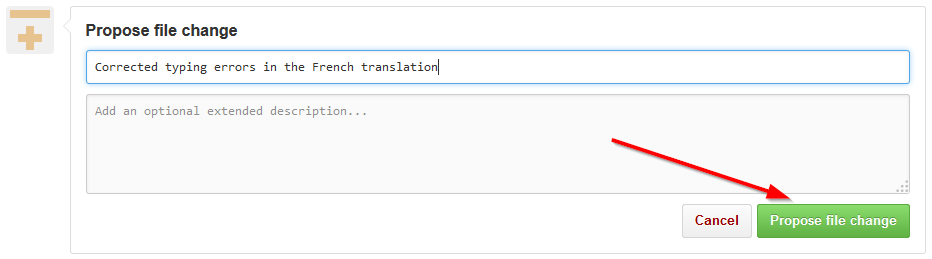 Propose file change
Corrected typing errors in the French translation
Add an optional extended description...
Cancel
Propose file change